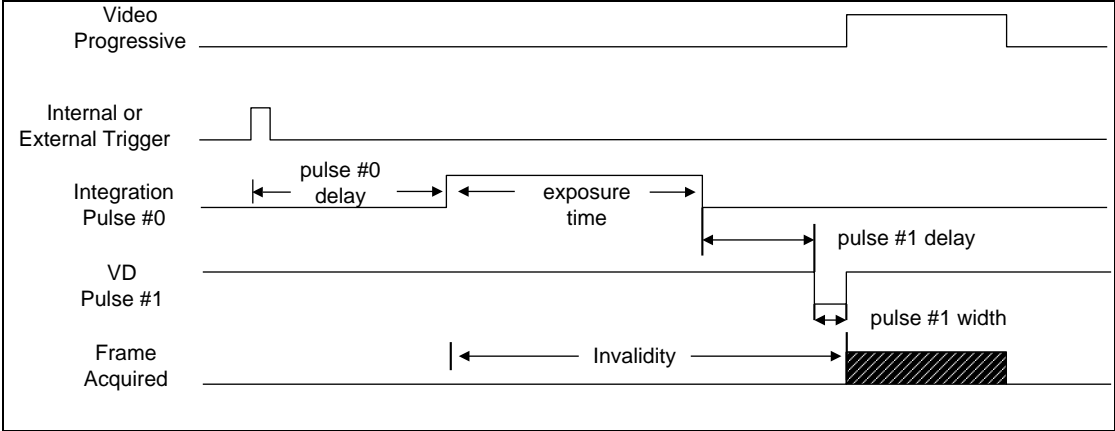 Video
Progressive
Internal or
External Trigger
pulse #0
delay
Integration
Pulse #0
exposure
time
pulse #1 delay
VD
Pulse #1
pulse #1 width
Frame
Acquired
Invalidity